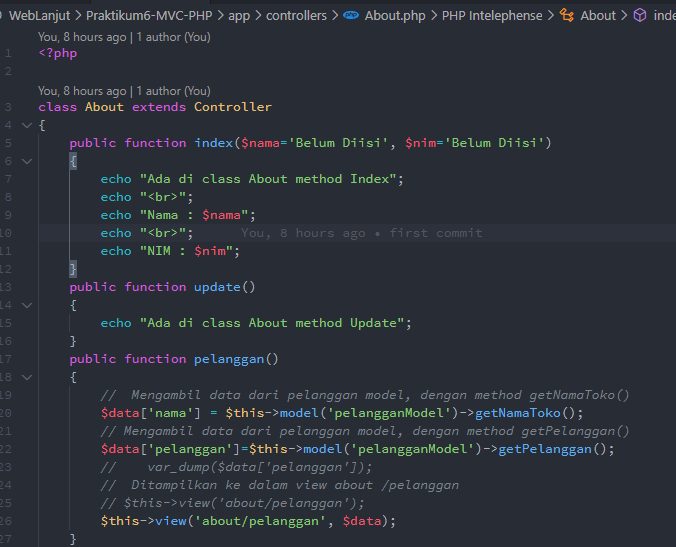 WebLanjut > Praktikum6-MVC-PHP > app > controllers > About.php > PHP Intelephense > About > inde
You, 8 hours ago | 1 author (You)
1 <?php
2
You, 8 hours ago | 1 author (You)
3 class About extends Controller
4 {
5     public function index($nama='Belum Diisi', $nim='Belum Diisi')
6     {
7         echo "Ada di class About method Index";
8         echo "<br>";
9         echo "Nama : $nama";
10         echo "<br>";      You, 8 hours ago • first commit
11         echo "NIM : $nim";
12     }
13     public function update()
14     {
15         echo "Ada di class About method Update";
16     }
17     public function pelanggan()
18     {
19         //  Mengambil data dari pelanggan model, dengan method getNamaToko()
20         $data['nama'] = $this->model('pelangganModel')->getNamaToko();
21         // Mengambil data dari pelanggan model, dengan method getPelanggan()
22         $data['pelanggan']=$this->model('pelangganModel')->getPelanggan();
23         //    var_dump($data['pelanggan']);
24         //  Ditampilkan ke dalam view about /pelanggan
25         // $this->view('about/pelanggan');
26         $this->view('about/pelanggan', $data);
27     }